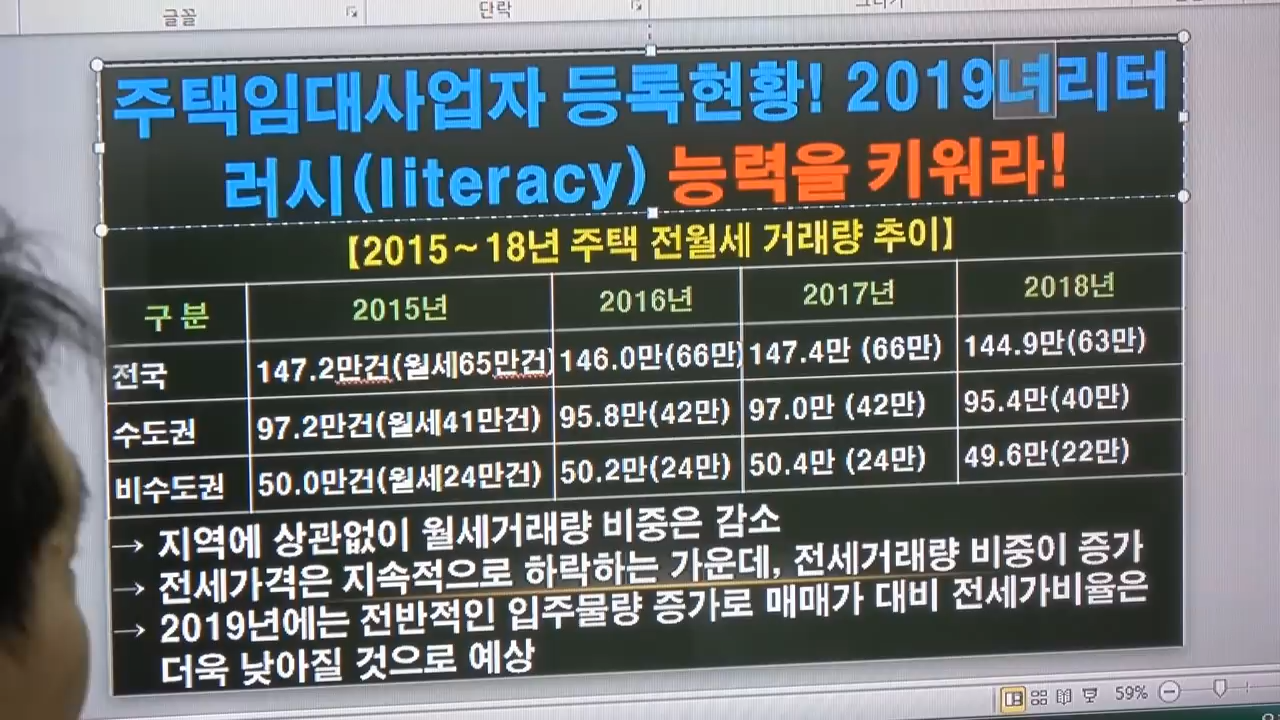 글꼴
단락
주택임대사업자 등록현황! 2019녀리터
러시(literacy) 능력을 키워라!
【2015~18년 주택 전월세 거래량 추이】
구 분 2015년 2016년 2017년 2018년
전국 147.2만건(월세65만건) 146.0만(66만) 147.4만 (66만) 144.9만(63만)
수도권 97.2만건(월세41만건) 95.8만(42만) 97.0만 (42만) 95.4만(40만)
비수도권 50.0만건(월세24만건) 50.2만(24만) 50.4만 (24만) 49.6만(22만)
→ 지역에 상관없이 월세거래량 비중은 감소
→ 전세가격은 지속적으로 하락하는 가운데, 전세거래량 비중이 증가
→ 2019년에는 전반적인 입주물량 증가로 매매가 대비 전세가비율은
더욱 낮아질 것으로 예상
59%